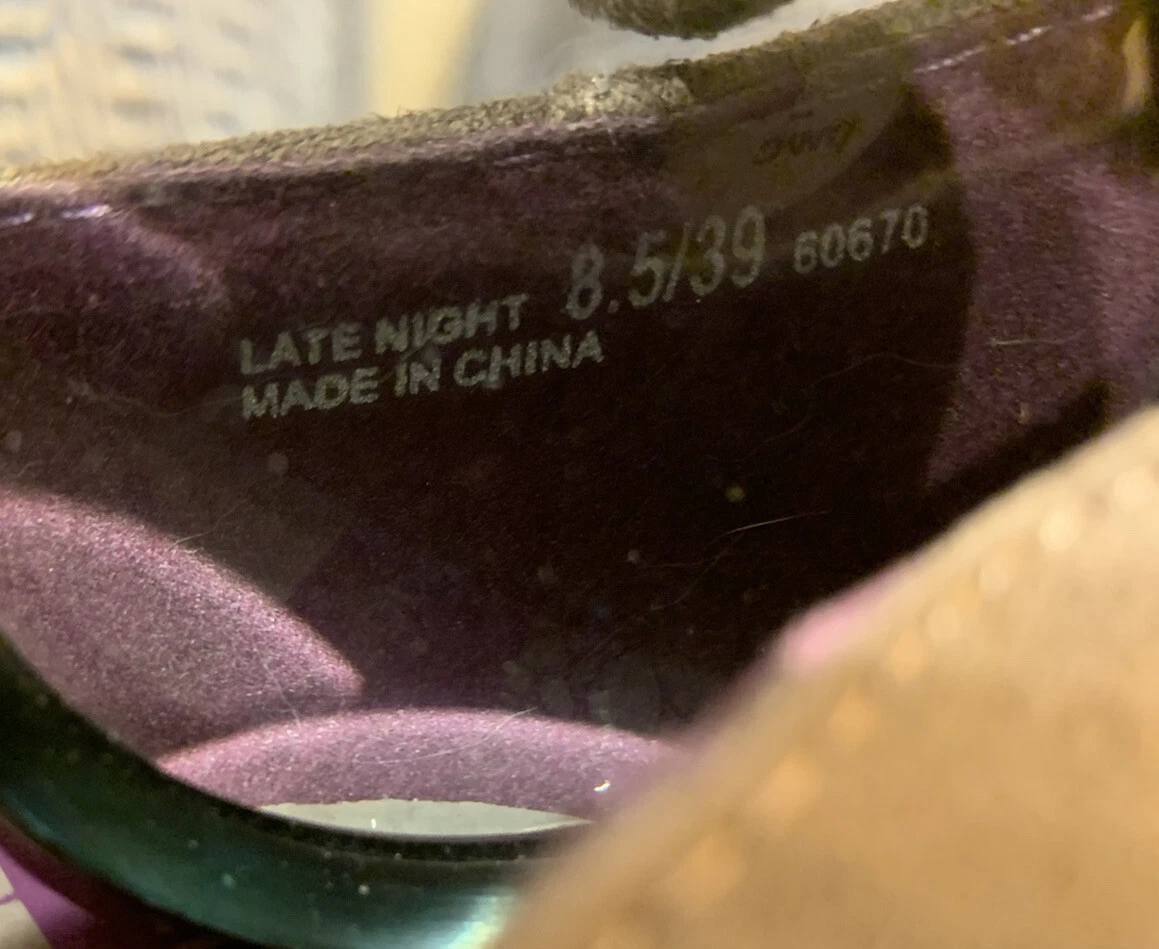 LATE NIGHT 8.5/39 60670
MADE IN CHINA